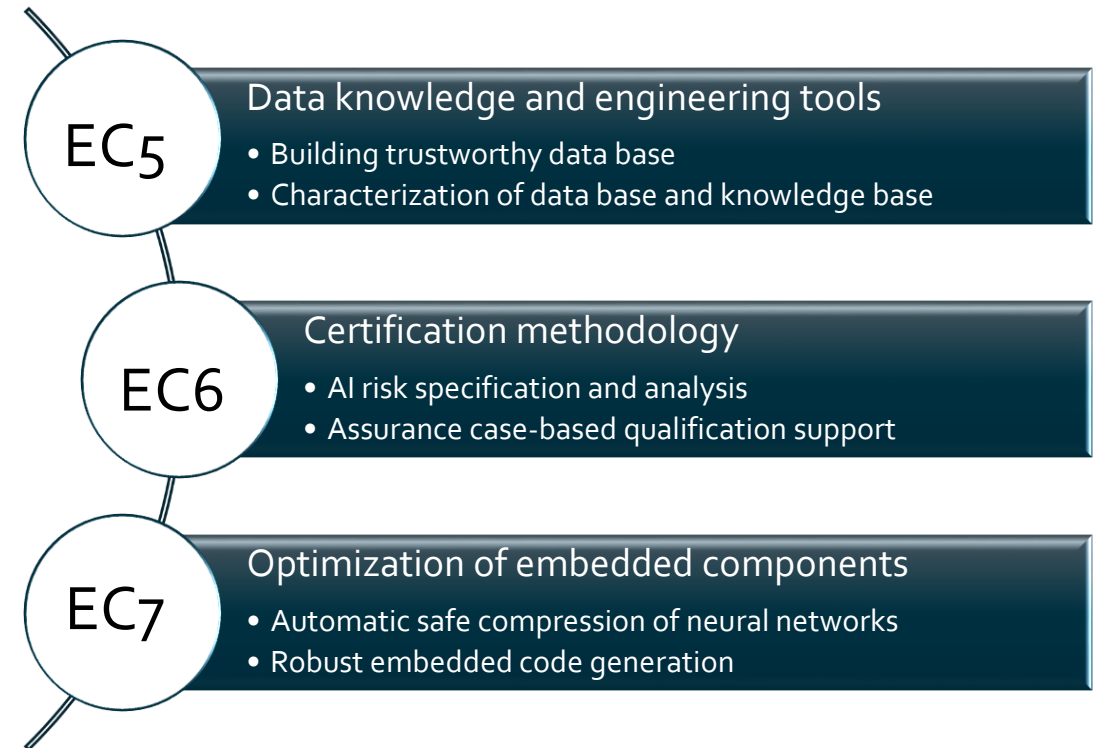 EC5
Data knowledge and engineering tools
• Building trustworthy data base
• Characterization of data base and knowledge base
EC6
Certification methodology
• AI risk specification and analysis
• Assurance case-based qualification support
EC7
Optimization of embedded components
• Automatic safe compression of neural networks
• Robust embedded code generation